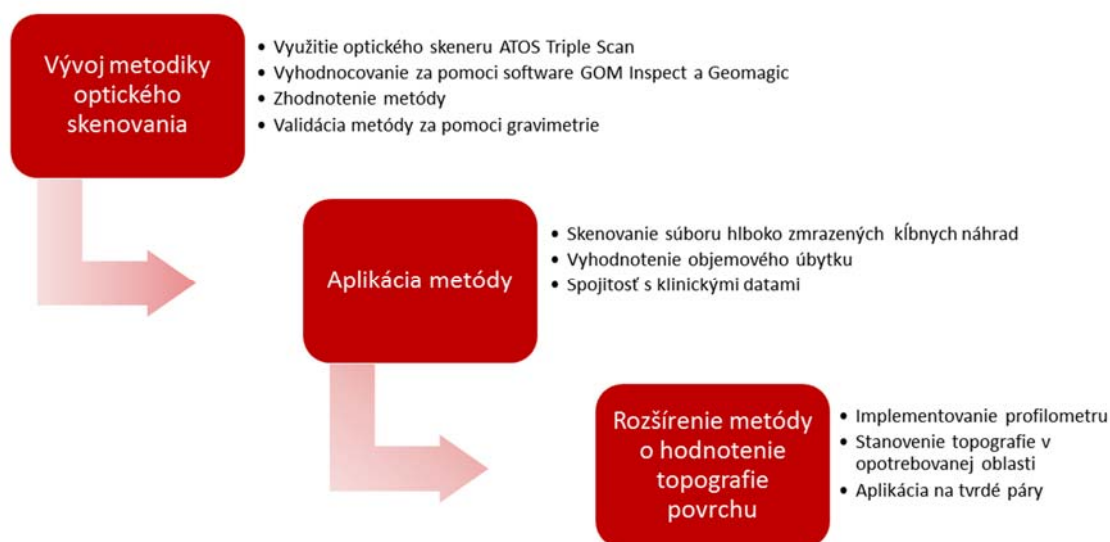 Vývoj metodiky
optického
skenovania
• Využitie optického skeneru ATOS Triple Scan
• Vyhodnocovanie za pomoci software GOM Inspect a Geomagic
• Zhodnotenie metódy
• Validácia metódy za pomoci gravimetrie
Aplikácia metódy
• Skenovanie súboru hlboko zmrazených kĺbnych náhrad
• Vyhodnotenie objemového úbytku
• Spojitosť s klinickými datami
Rozšírenie metódy
o hodnotenie
topografie
povrchu
• Implementovanie profilometru
• Stanovenie topografie v
opotrebovanej oblasti
• Aplikácia na tvrdé páry